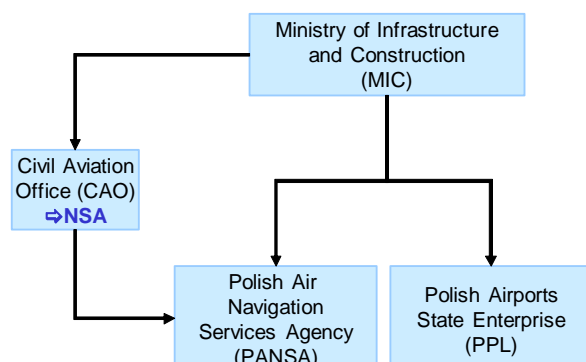 Ministry of Infrastructure
and Construction
(MIC)
Civil Aviation
Office (CAO)
⇨NSA
Polish Air
Navigation
Services Agency
(PANSA)
Polish Airports
State Enterprise
(PPL)